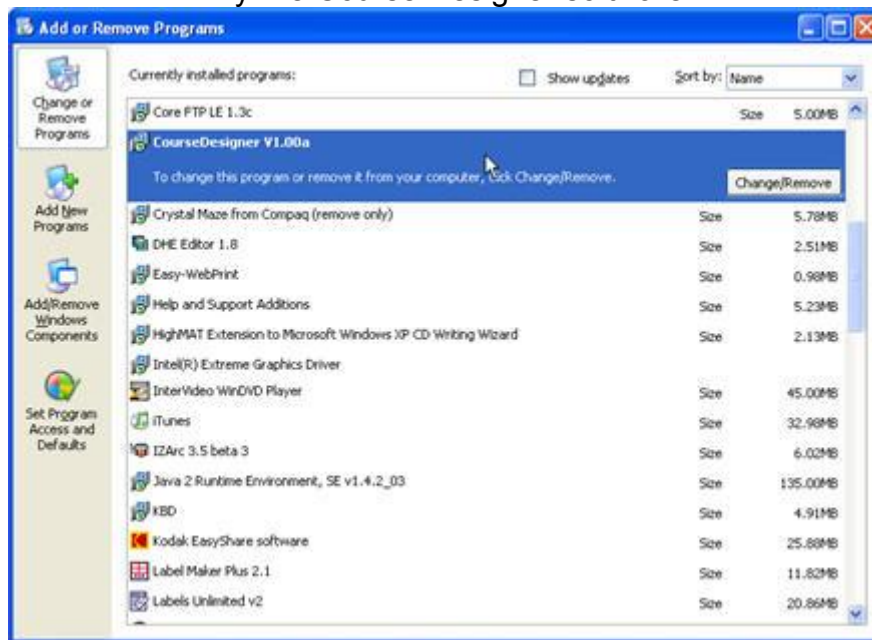 Add or Remove Programs
Change or
Remove
Programs
Add New
Programs
Add/Remove
Windows
Components
Set Program
Access and
Defaults
Currently installed programs: Show updates Sort by: Name
Core FTP LE 1.3c Size 5.00MB
CourseDesigner V1.00a
To change this program or remove it from your computer, click Change/Remove. Change/Remove
Crystal Maze from Compaq (remove only) Size 5.78MB
DHE Editor 1.8 Size 2.51MB
Easy-WebPrint Size 0.98MB
Help and Support Additions Size 5.23MB
HighMAT Extension to Microsoft Windows XP CD Writing Wizard Size 2.13MB
Intel(R) Extreme Graphics Driver
InterVideo WinDVD Player Size 45.00MB
iTunes Size 32.98MB
IZArc 3.5 beta 3 Size 6.02MB
Java 2 Runtime Environment, SE v1.4.2_03 Size 135.00MB
KBD Size 4.91MB
Kodak EasyShare software Size 25.88MB
Label Maker Plus 2.1 Size 11.82MB
Labels Unlimited v2 Size 20.86MB